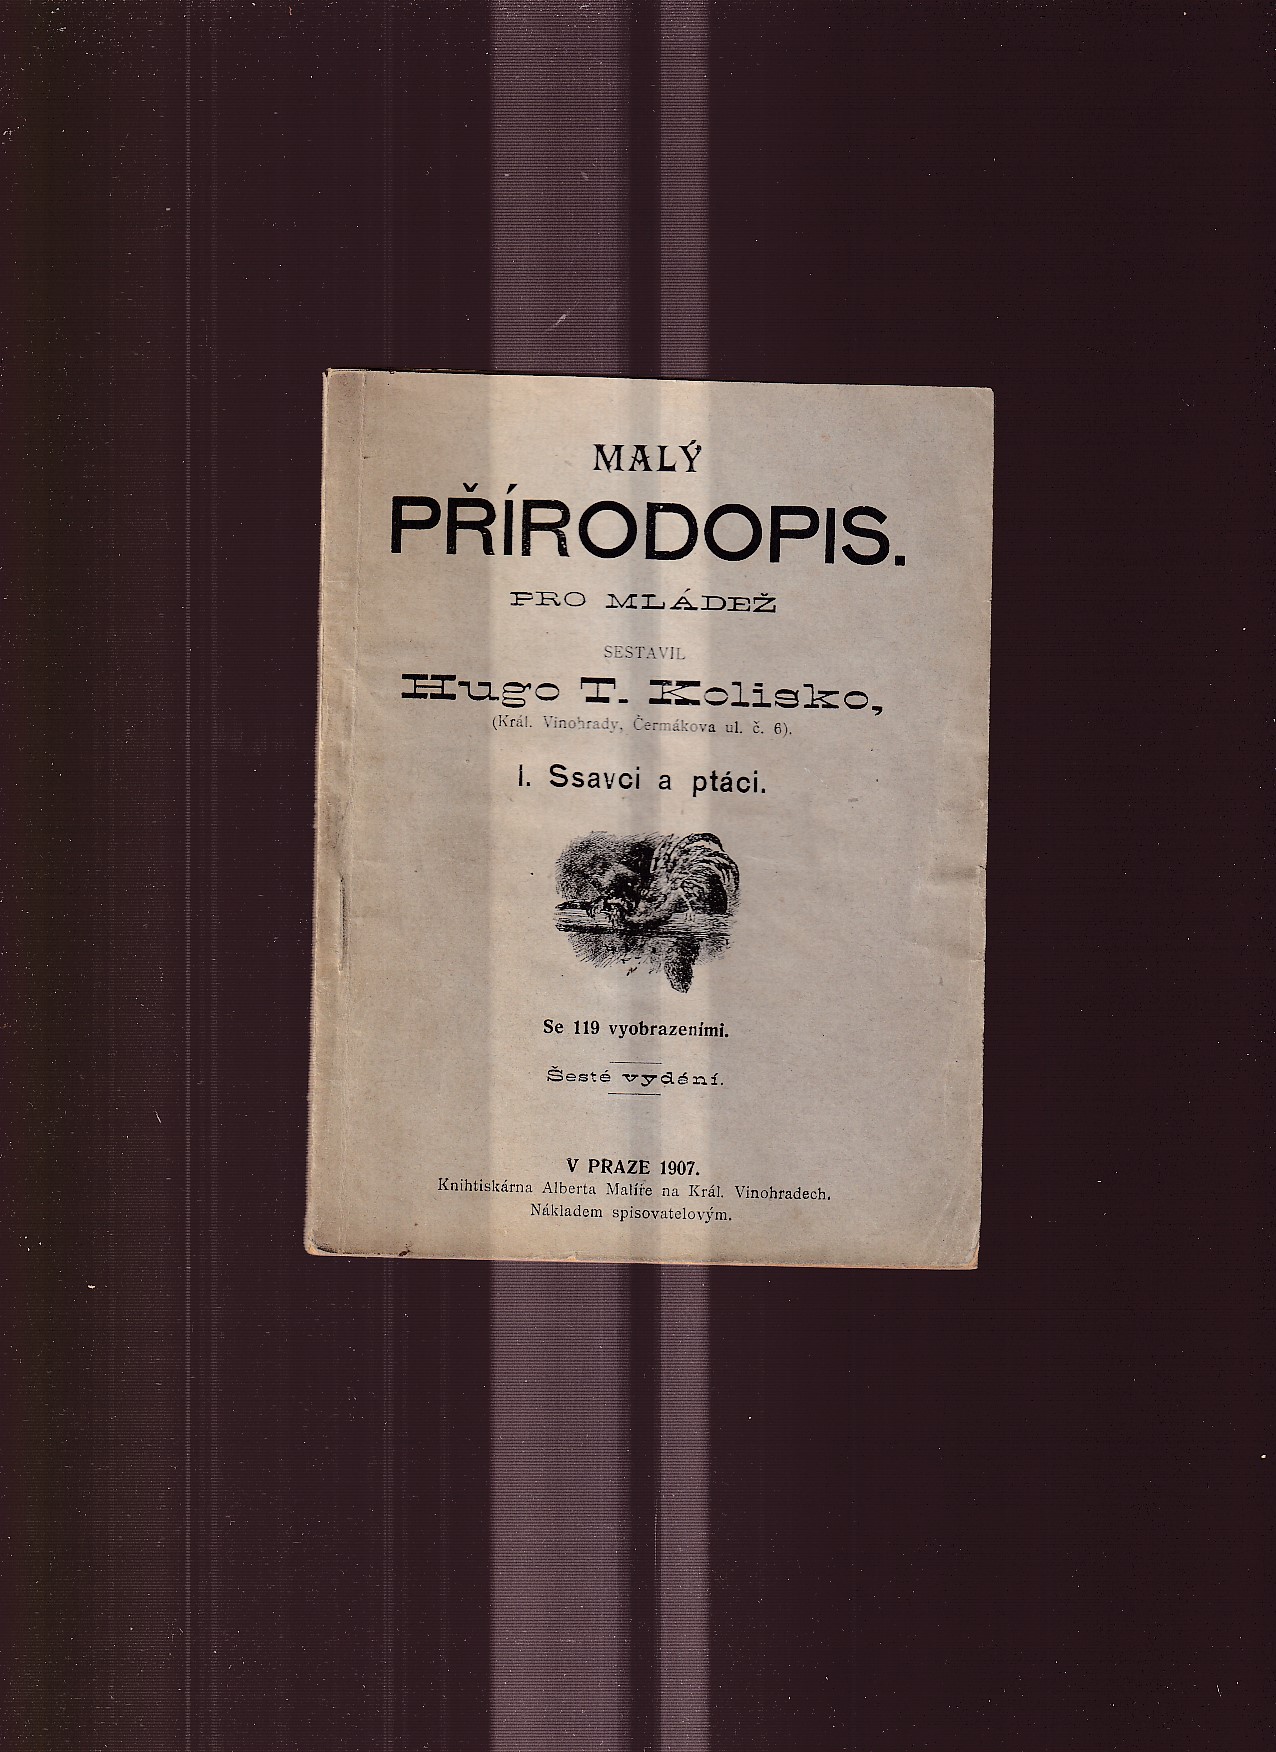 MALÝ
PŘÍRODOPIS.
PRO MLÁDEŽ
SESTAVIL
Hugo T. Kolisko,
(Král. Vinohrady, Čermákova ul. č. 6).
I. Ssavci a ptáci.
Se 119 vyobrazeními.
Šesté vydání.
V PRAZE 1907.
Knihtiskárna Alberta Malíře na Král. Vinohradech.
Nákladem spisovatelovým.